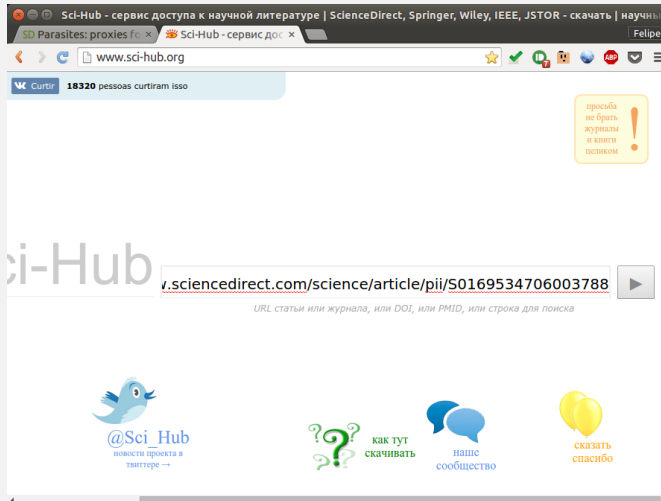 Sci-Hub - сервис доступа к научной литературе | ScienceDirect, Springer, Wiley, IEEE, JSTOR - скачать | научны
SD Parasites: proxies fo ×
Sci-Hub - сервис дос ×
Felipe
www.sci-hub.org
Curtir 18320 pessoas curtiram isso
просьба
не брать
журналы
и книги
целиком
!
ci-Hub
w.sciencedirect.com/science/article/pii/S0169534706003788
URL статьи или журнала, или DOI, или PMID, или строка для поиска
@Sci_Hub
новости проекта в
твиттере →
как тут
скачивать
наше
сообщество
сказать
спасибо